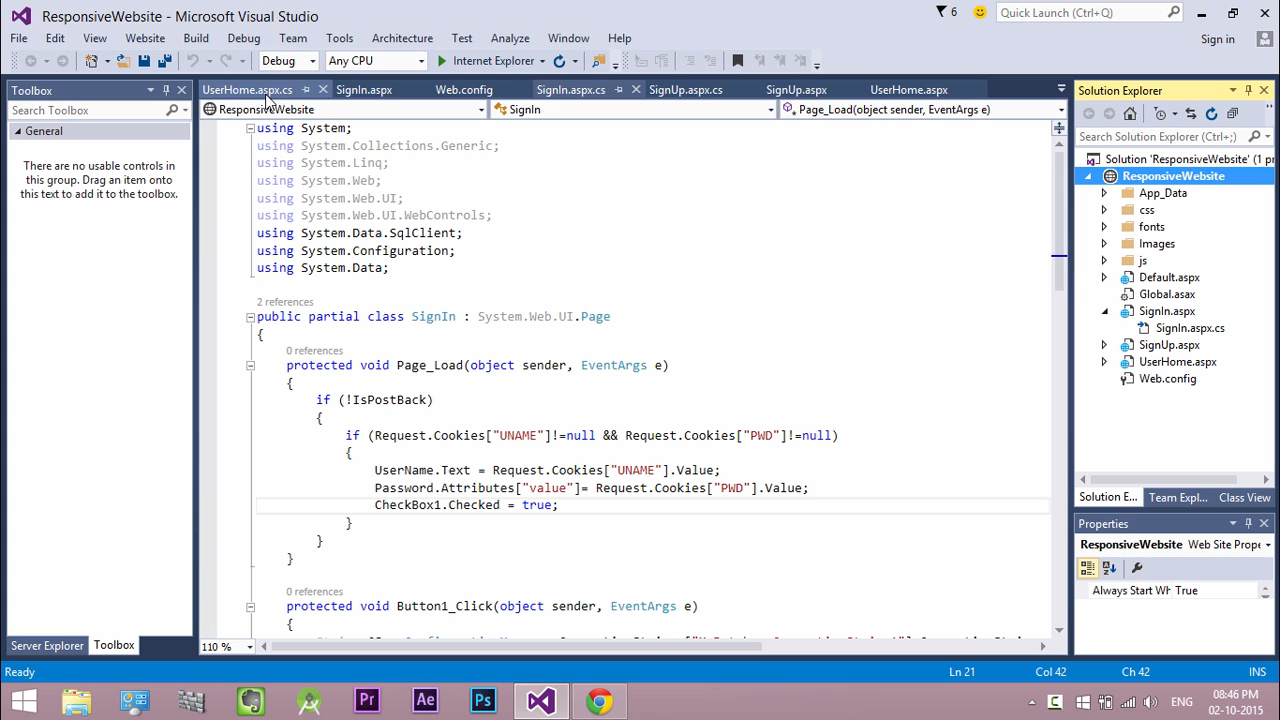 ResponsiveWebsite - Microsoft Visual Studio
6
Quick Launch (Ctrl+Q)
File Edit View Website Build Debug Team Tools Architecture Test Analyze Window Help
Sign in
Debug Any CPU Internet Explorer
Toolbox
Search Toolbox
General
There are no usable controls in
this group. Drag an item onto
this text to add it to the toolbox.
Server Explorer Toolbox
UserHome.aspx.cs SignIn.aspx Web.config SignIn.aspx.cs SignUp.aspx.cs SignUp.aspx UserHome.aspx
ResponsiveWebsite SignIn Page_Load(object sender, EventArgs e)
using System;
using System.Collections.Generic;
using System.Linq;
using System.Web;
using System.Web.UI;
using System.Web.UI.WebControls;
using System.Data.SqlClient;
using System.Configuration;
using System.Data;
2 references
public partial class SignIn : System.Web.UI.Page
{
0 references
protected void Page_Load(object sender, EventArgs e)
{
if (!IsPostBack)
{
if (Request.Cookies["UNAME"]!=null && Request.Cookies["PWD"]!=null)
{
UserName.Text = Request.Cookies["UNAME"].Value;
Password.Attributes["value"]= Request.Cookies["PWD"].Value;
CheckBox1.Checked = true;
}
}
}
0 references
protected void Button1_Click(object sender, EventArgs e)
{
110 %
Solution Explorer
Search Solution Explorer (Ctrl+;)
Solution 'ResponsiveWebsite' (1 pr
ResponsiveWebsite
App_Data
css
fonts
Images
js
Default.aspx
Global.asax
SignIn.aspx
SignIn.aspx.cs
SignUp.aspx
UserHome.aspx
Web.config
Solution E... Team Expl... Class View
Properties
ResponsiveWebsite Web Site Prope
Always Start Wh True
Ready Ln 21 Col 42 Ch 42 INS
Pr Ae Ps
ENG
08:46 PM
02-10-2015